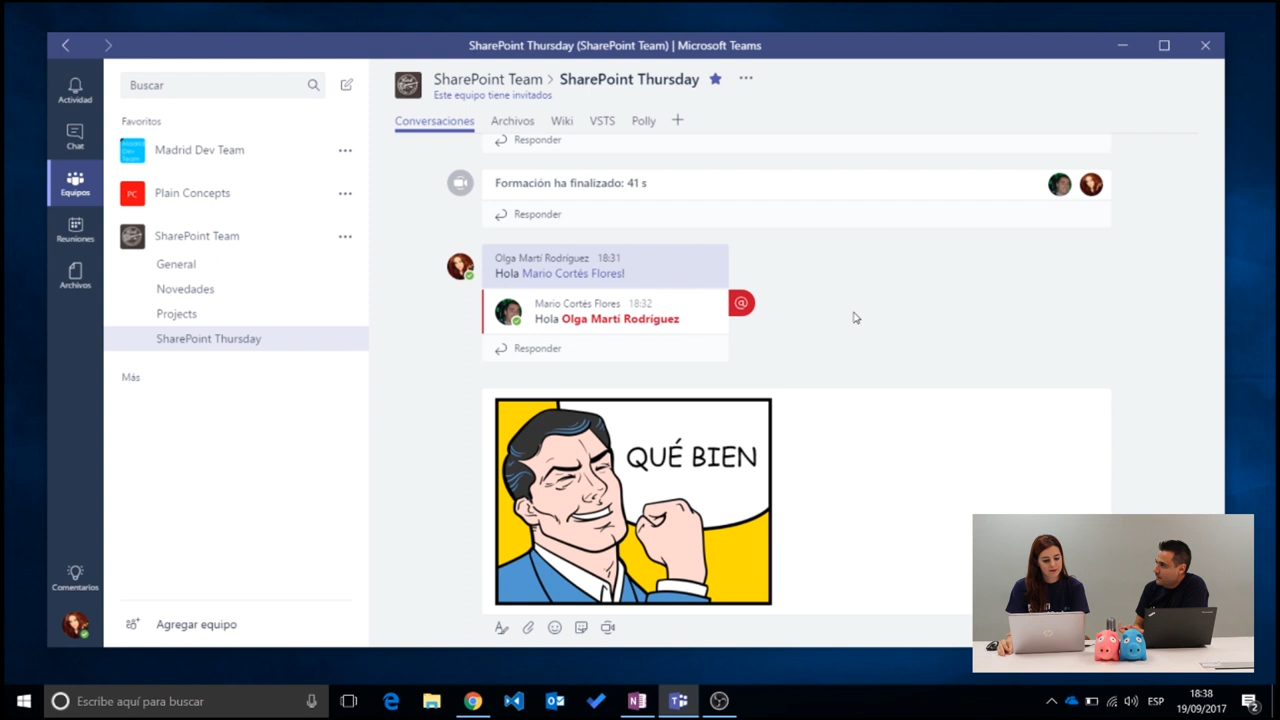 SharePoint Thursday (SharePoint Team) | Microsoft Teams
Actividad
Chat
Equipos
Reuniones
Archivos
Comentarios
Buscar
Favoritos
Madrid Dev Team
PC Plain Concepts
SharePoint Team
General
Novedades
Projects
SharePoint Thursday
Más
Agregar equipo
SharePoint Team > SharePoint Thursday
Este equipo tiene invitados
Conversaciones Archivos Wiki VSTS Polly +
Responder
Formación ha finalizado: 41 s
Responder
Olga Martí Rodríguez 18:31
Hola Mario Cortés Flores!
Mario Cortés Flores 18:32
Hola Olga Martí Rodríguez
@
Responder
QUÉ BIEN
Escribe aquí para buscar
ESP
18:38
19/09/2017
2